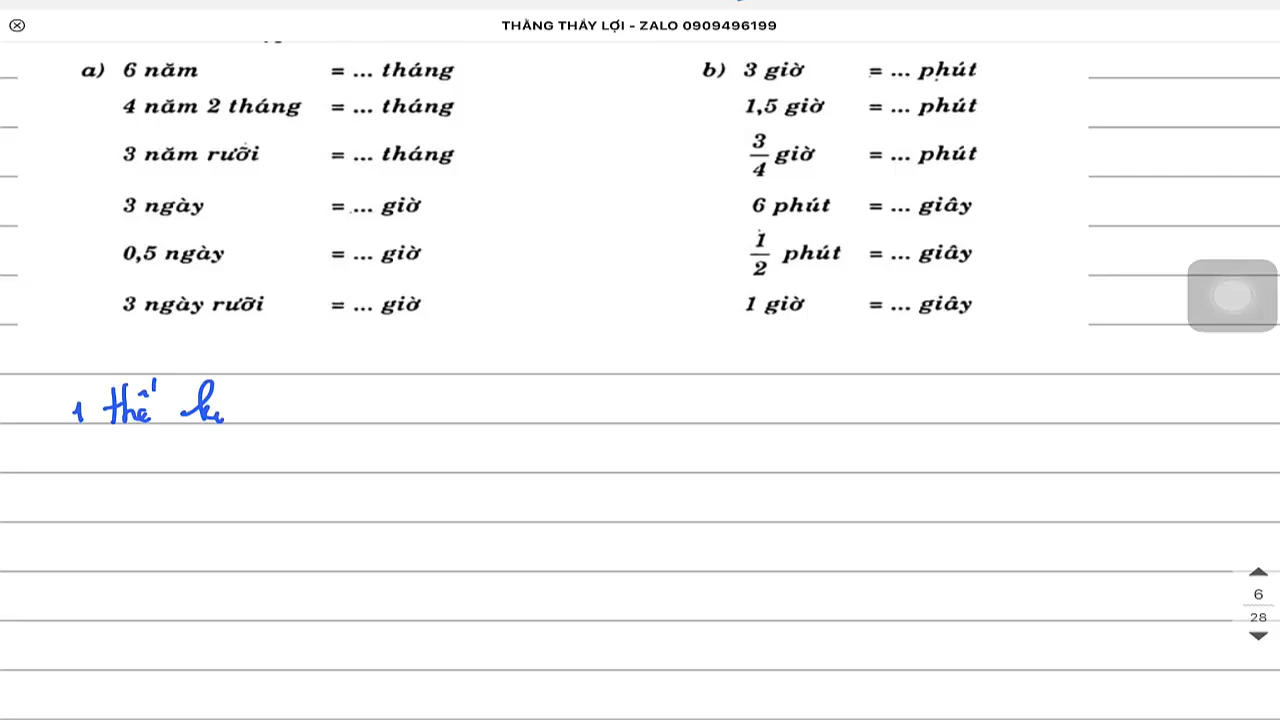 THẦNG THẦY LỢI - ZALO 0909496199
a) 6 năm = ... tháng
4 năm 2 tháng = ... tháng
3 năm rưỡi = ... tháng
3 ngày = ... giờ
0,5 ngày = ... giờ
3 ngày rưỡi = ... giờ
b) 3 giờ = ... phút
1,5 giờ = ... phút
3/4 giờ = ... phút
6 phút = ... giây
1/2 phút = ... giây
1 giờ = ... giây
1 thế
6
28